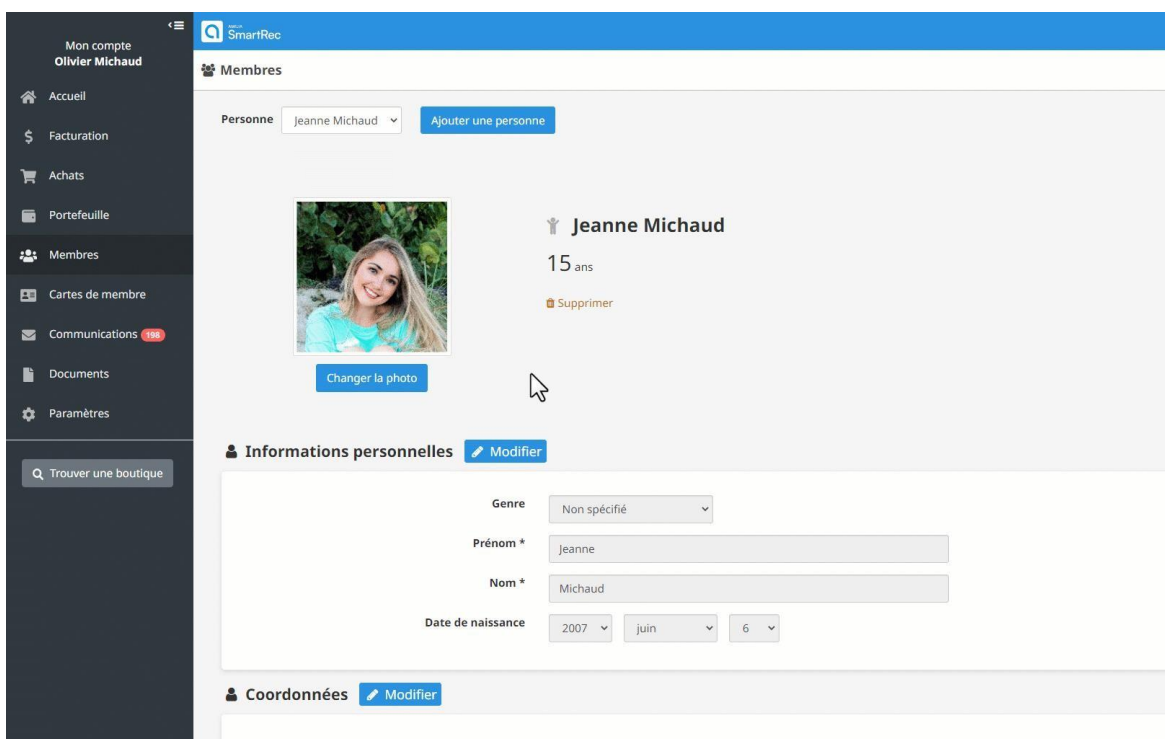 Mon compte
Olivier Michaud
Accueil
Facturation
Achats
Portefeuille
Membres
Cartes de membre
Communications 198
Documents
Paramètres
Trouver une boutique
SmartRec
Membres
Personne Jeanne Michaud Ajouter une personne
Jeanne Michaud
15 ans
Supprimer
Changer la photo
Informations personnelles Modifier
Genre Non spécifié
Prénom * Jeanne
Nom * Michaud
Date de naissance 2007 juin 6
Coordonnées Modifier